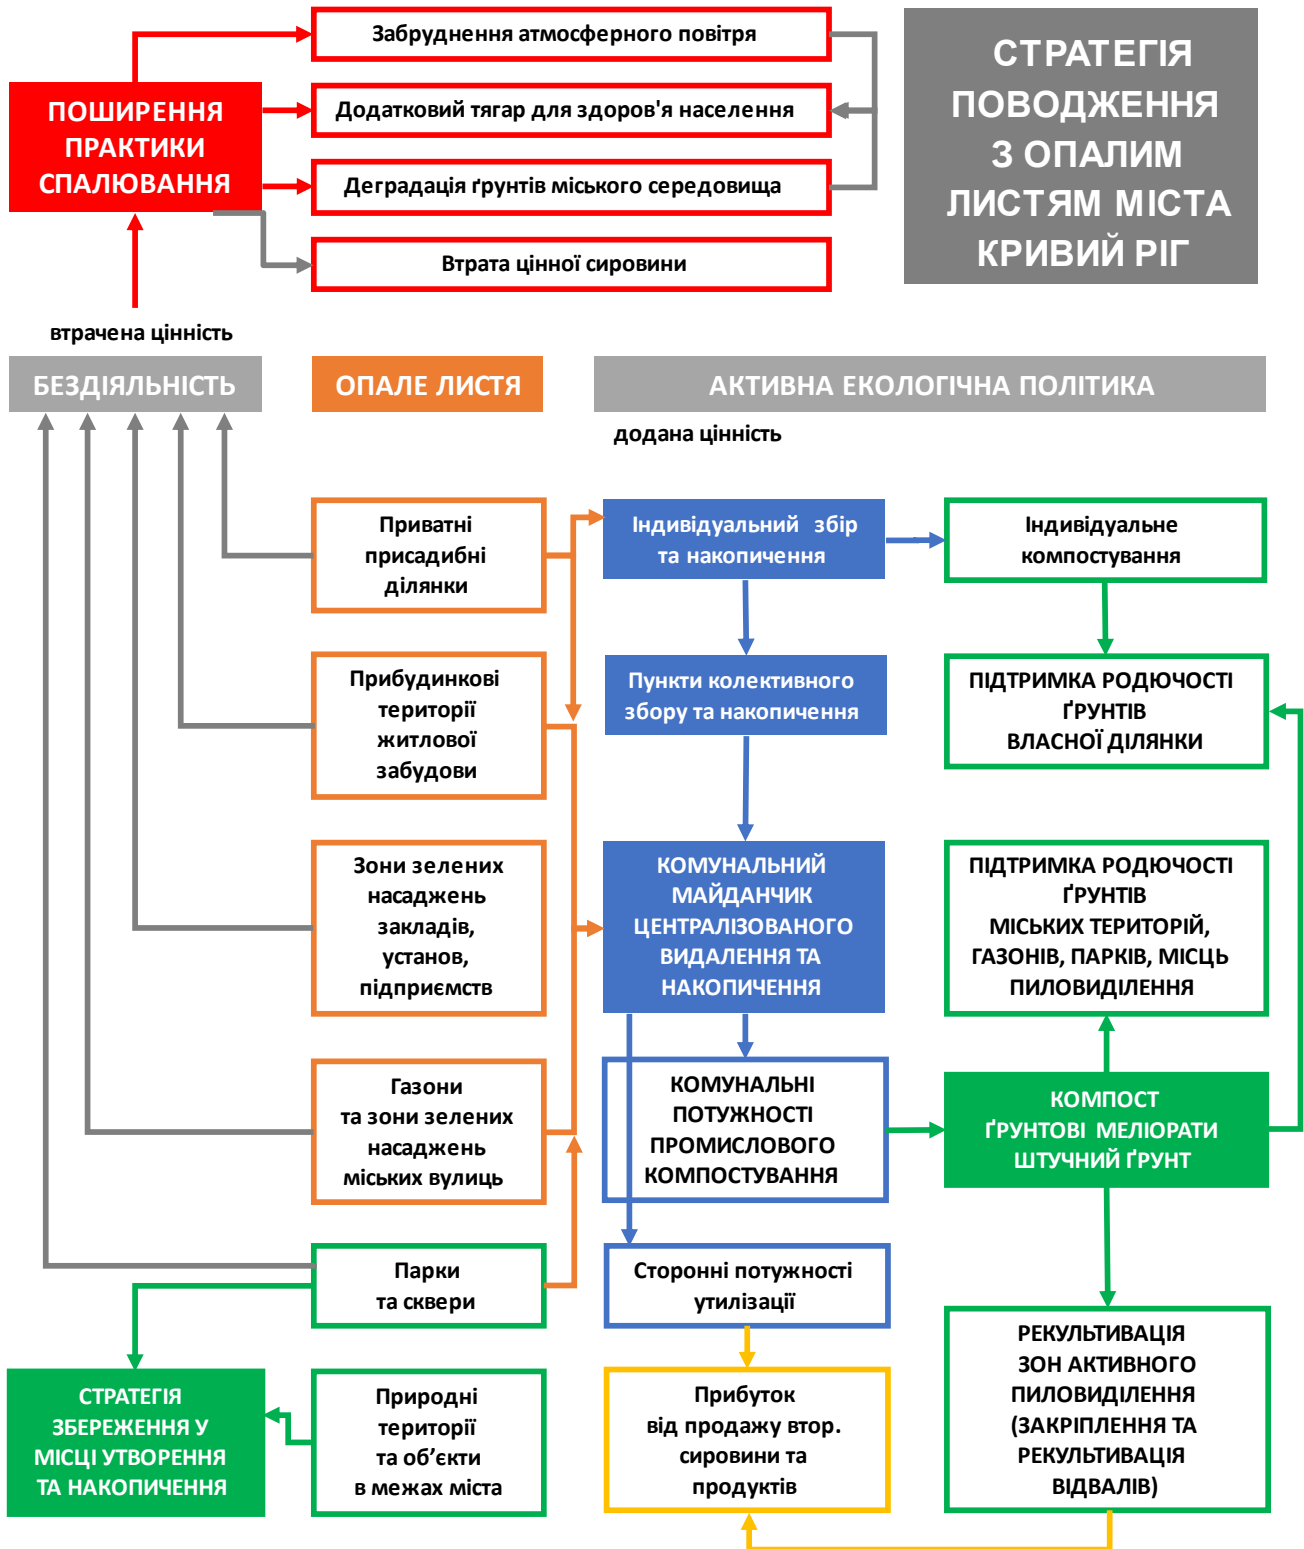 Забруднення атмосферного повітря
Додатковий тягар для здоров'я населення
Деградація ґрунтів міського середовища
Втрата цінної сировини
ПОШИРЕННЯ
ПРАКТИКИ
СПАЛЮВАННЯ
СТРАТЕГІЯ
ПОВОДЖЕННЯ
З ОПАЛИМ
ЛИСТЯМ МІСТА
КРИВИЙ РІГ
втрачена цінність
БЕЗДІЯЛЬНІСТЬ
ОПАЛЕ ЛИСТЯ
АКТИВНА ЕКОЛОГІЧНА ПОЛІТИКА
додана цінність
Приватні
присадибні
ділянки
Індивідуальний збір
та накопичення
Індивідуальне
компостування
Прибудинкові
території
житлової
забудови
Пункти колективного
збору та накопичення
ПІДТРИМКА РОДЮЧОСТІ
ҐРУНТІВ
ВЛАСНОЇ ДІЛЯНКИ
Зони зелених
насаджень
закладів,
установ,
підприємств
КОМУНАЛЬНИЙ
МАЙДАНЧИК
ЦЕНТРАЛІЗОВАНОГО
ВИДАЛЕННЯ ТА
НАКОПИЧЕННЯ
ПІДТРИМКА РОДЮЧОСТІ
ҐРУНТІВ
МІСЬКИХ ТЕРИТОРІЙ,
ГАЗОНІВ, ПАРКІВ, МІСЦЬ
ПИЛОВИДІЛЕННЯ
Газони
та зони зелених
насаджень
міських вулиць
КОМУНАЛЬНІ
ПОТУЖНОСТІ
ПРОМИСЛОВОГО
КОМПОСТУВАННЯ
КОМПОСТ
ҐРУНТОВІ МЕЛІОРАТИ
ШТУЧНИЙ ҐРУНТ
Парки
та сквери
Сторонні потужності
утилізації
СТРАТЕГІЯ
ЗБЕРЕЖЕННЯ У
МІСЦІ УТВОРЕННЯ
ТА НАКОПИЧЕННЯ
Природні
території
та об’єкти
в межах міста
Прибуток
від продажу втор.
сировини та
продуктів
РЕКУЛЬТИВАЦІЯ
ЗОН АКТИВНОГО
ПИЛОВИДІЛЕННЯ
(ЗАКРІПЛЕННЯ ТА
РЕКУЛЬТИВАЦІЯ
ВІДВАЛІВ)